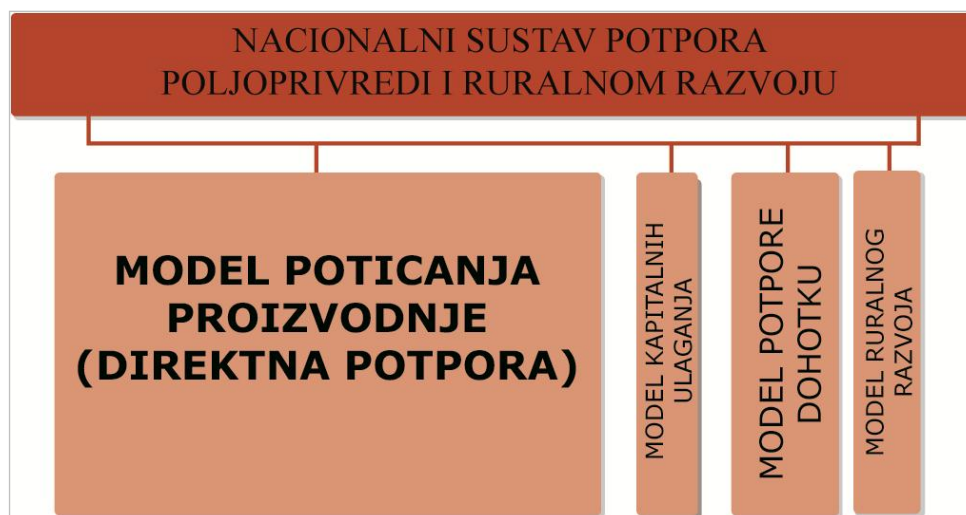 NACIONALNI SUSTAV POTPORA
POLJOPRIVREDI I RURALNOM RAZVOJU
MODEL POTICANJA
PROIZVODNJE
(DIREKTNA POTPORA)
MODEL KAPITALNIH
ULAGANJA
MODEL POTPORE
DOHOTKU
MODEL RURALNOG
RAZVOJA